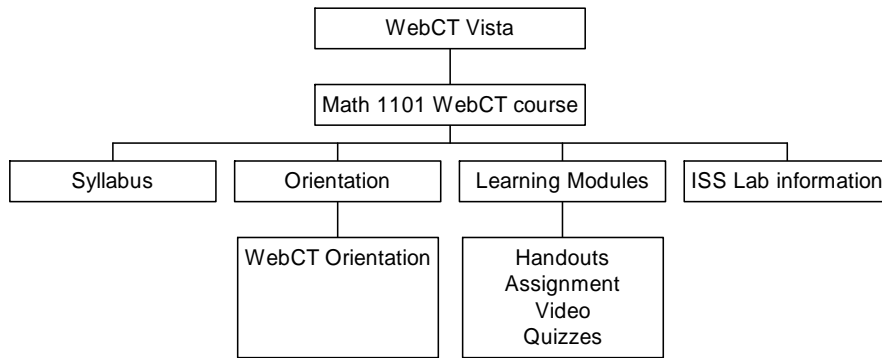 WebCT Vista
Math 1101 WebCT course
Syllabus
Orientation
Learning Modules
ISS Lab information
WebCT Orientation
Handouts
Assignment
Video
Quizzes